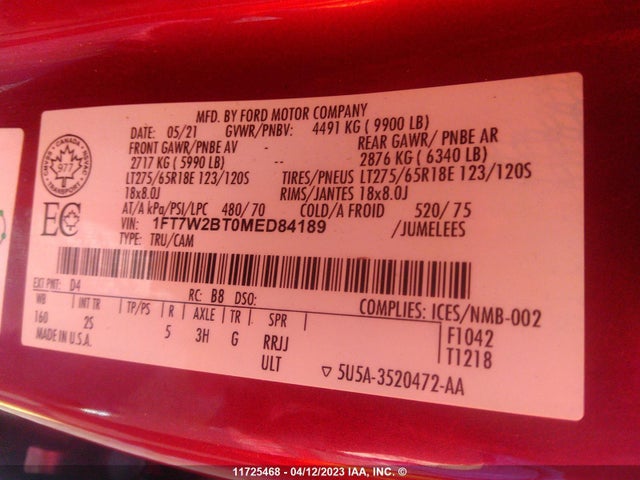 MFD. BY FORD MOTOR COMPANY
DATE: 05/21 GVWR/PNBV: 4491 KG ( 9900 LB)
FRONT GAWR/PNBE AV - REAR GAWR/ PNBE AR
2717 KG ( 5990 LB) -- 2876 KG ( 6340 LB)
LT275/65R18E 123/120S TIRES/PNEUS LT275/65R18E 123/120S
18x8.0J RIMS/JANTES 18x8.0J
AT/A kPa/PSI/LPC 480/ 70 COLD/A FROID 520/ 75
VIN: 1FT7W2BT0MED84189 /JUMELEES
TYPE: TRU/CAM
CANADA
TRANSPORT
977
EC
EXT PNT: D4 RC: B8 DSO: COMPLIES: ICES/NMB-002
WB INT TR TP/PS R AXLE TR SPR F1042
160 2S 5 3H G RRJJ T1218
MADE IN U.S.A. ULT ▽ 5U5A-3520472-AA
11725468 - 04/12/2023 IAA, INC. ©